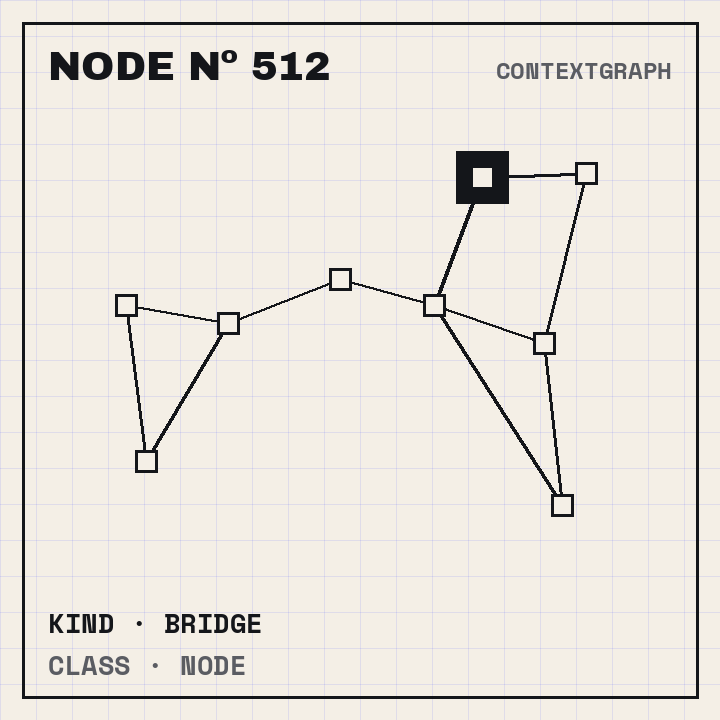 NODE Nº 512
CONTEXTGRAPH
KIND · BRIDGE
CLASS · NODE